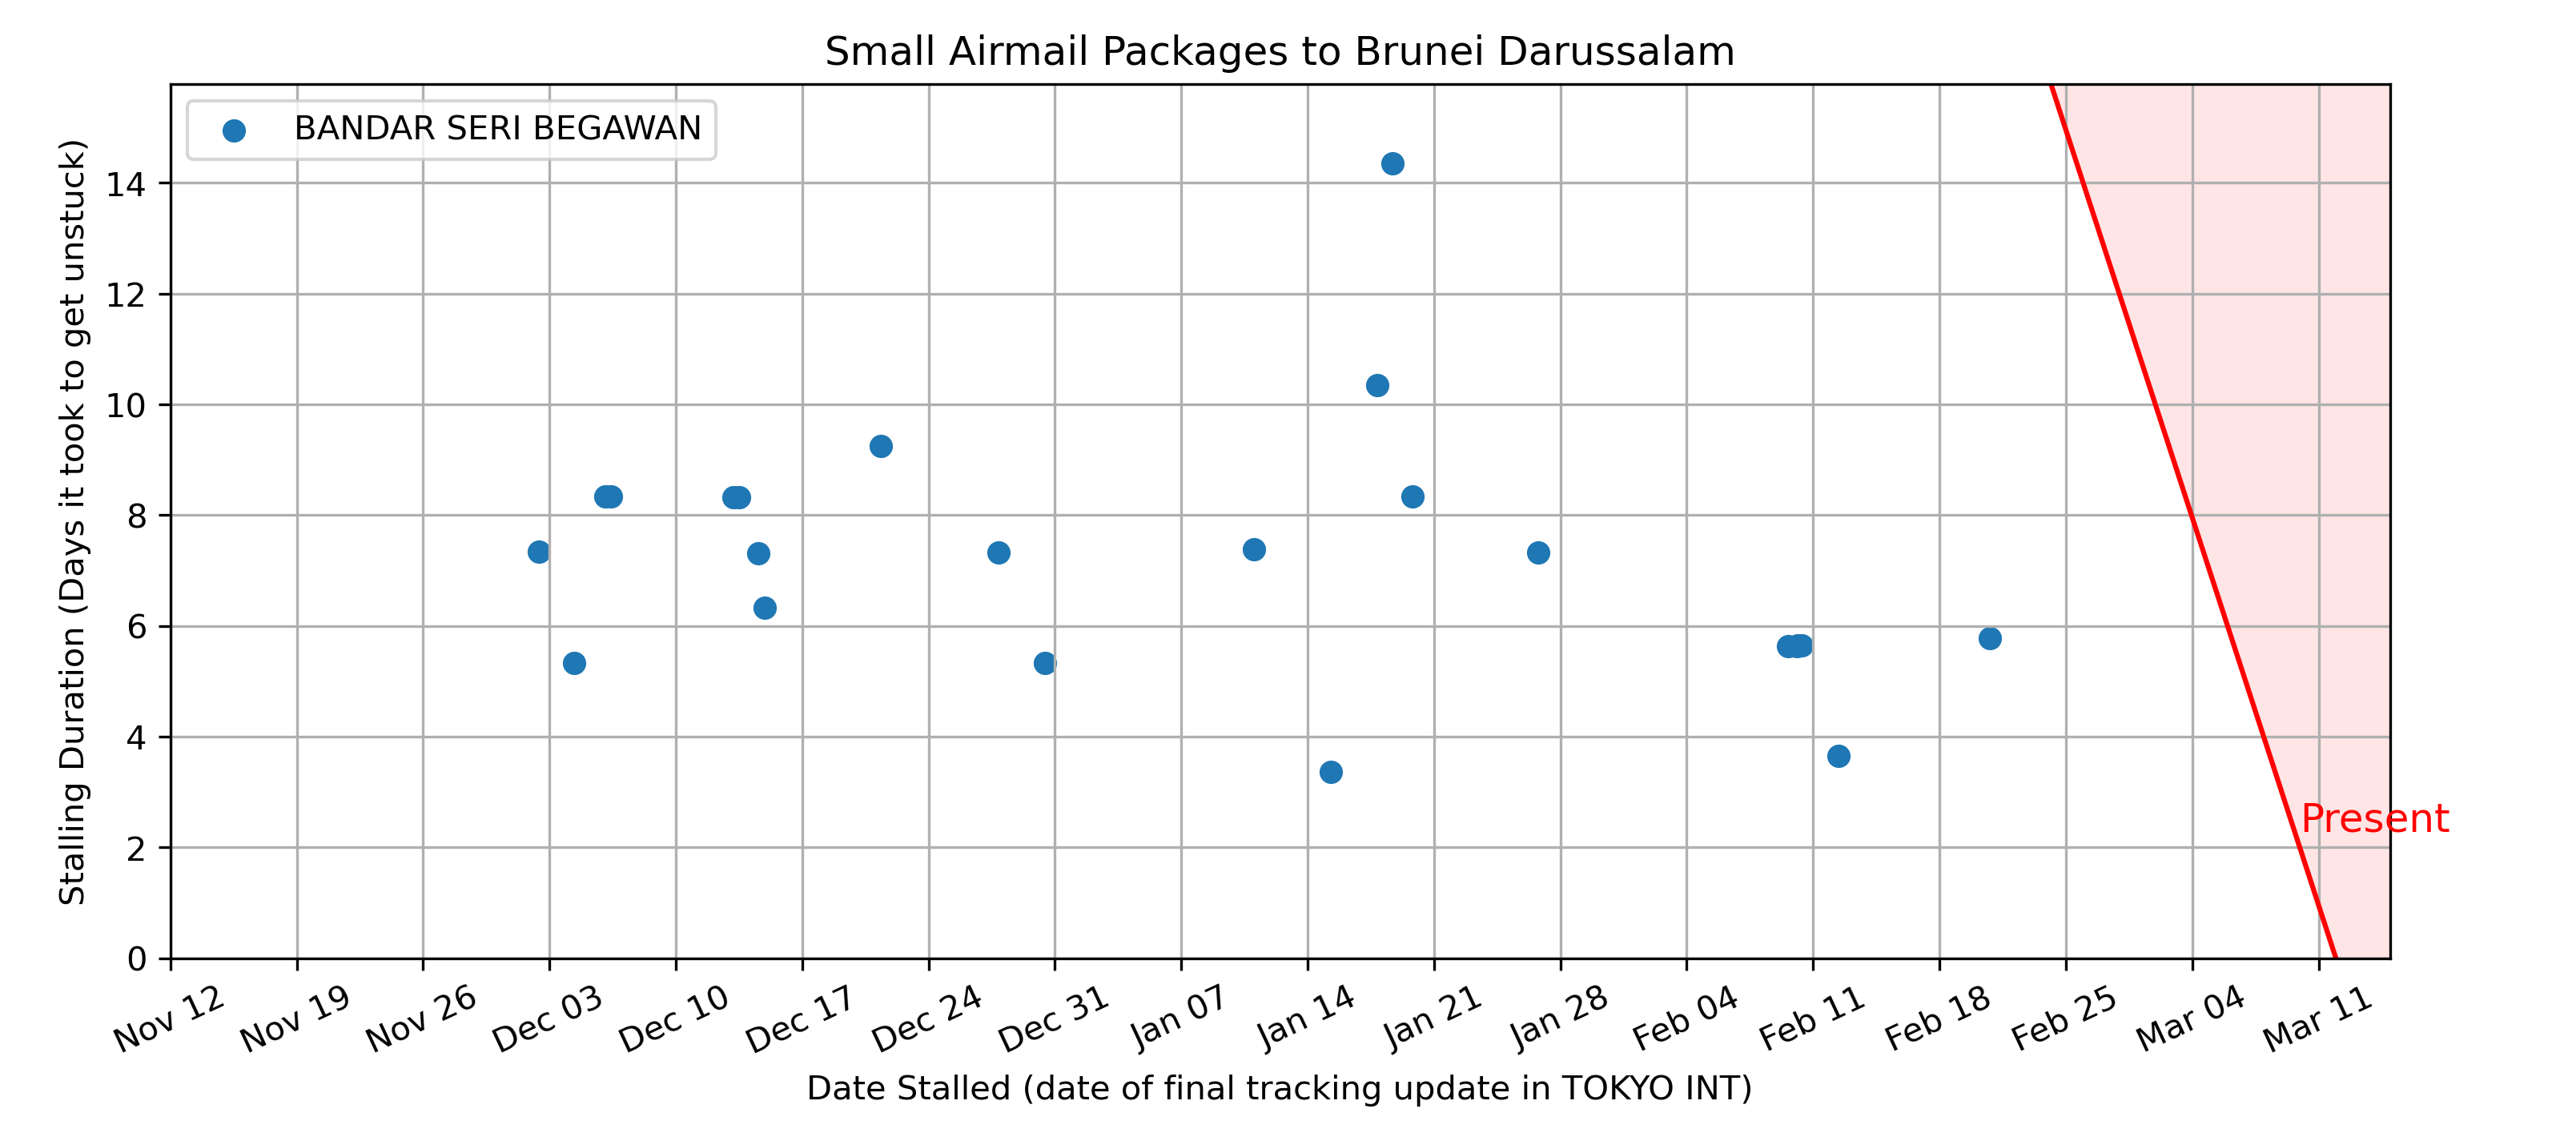 Small Airmail Packages to Brunei Darussalam
BANDAR SERI BEGAWAN
Stalling Duration (Days it took to get unstuck)
14
12
10
8
6
4
2
0
Present
Nov 12
Nov 19
Nov 26
Dec 03
Dec 10
Dec 17
Dec 24
Dec 31
Jan 07
Jan 14
Jan 21
Jan 28
Feb 04
Feb 11
Feb 18
Feb 25
Mar 04
Mar 11
Date Stalled (date of final tracking update in TOKYO INT)